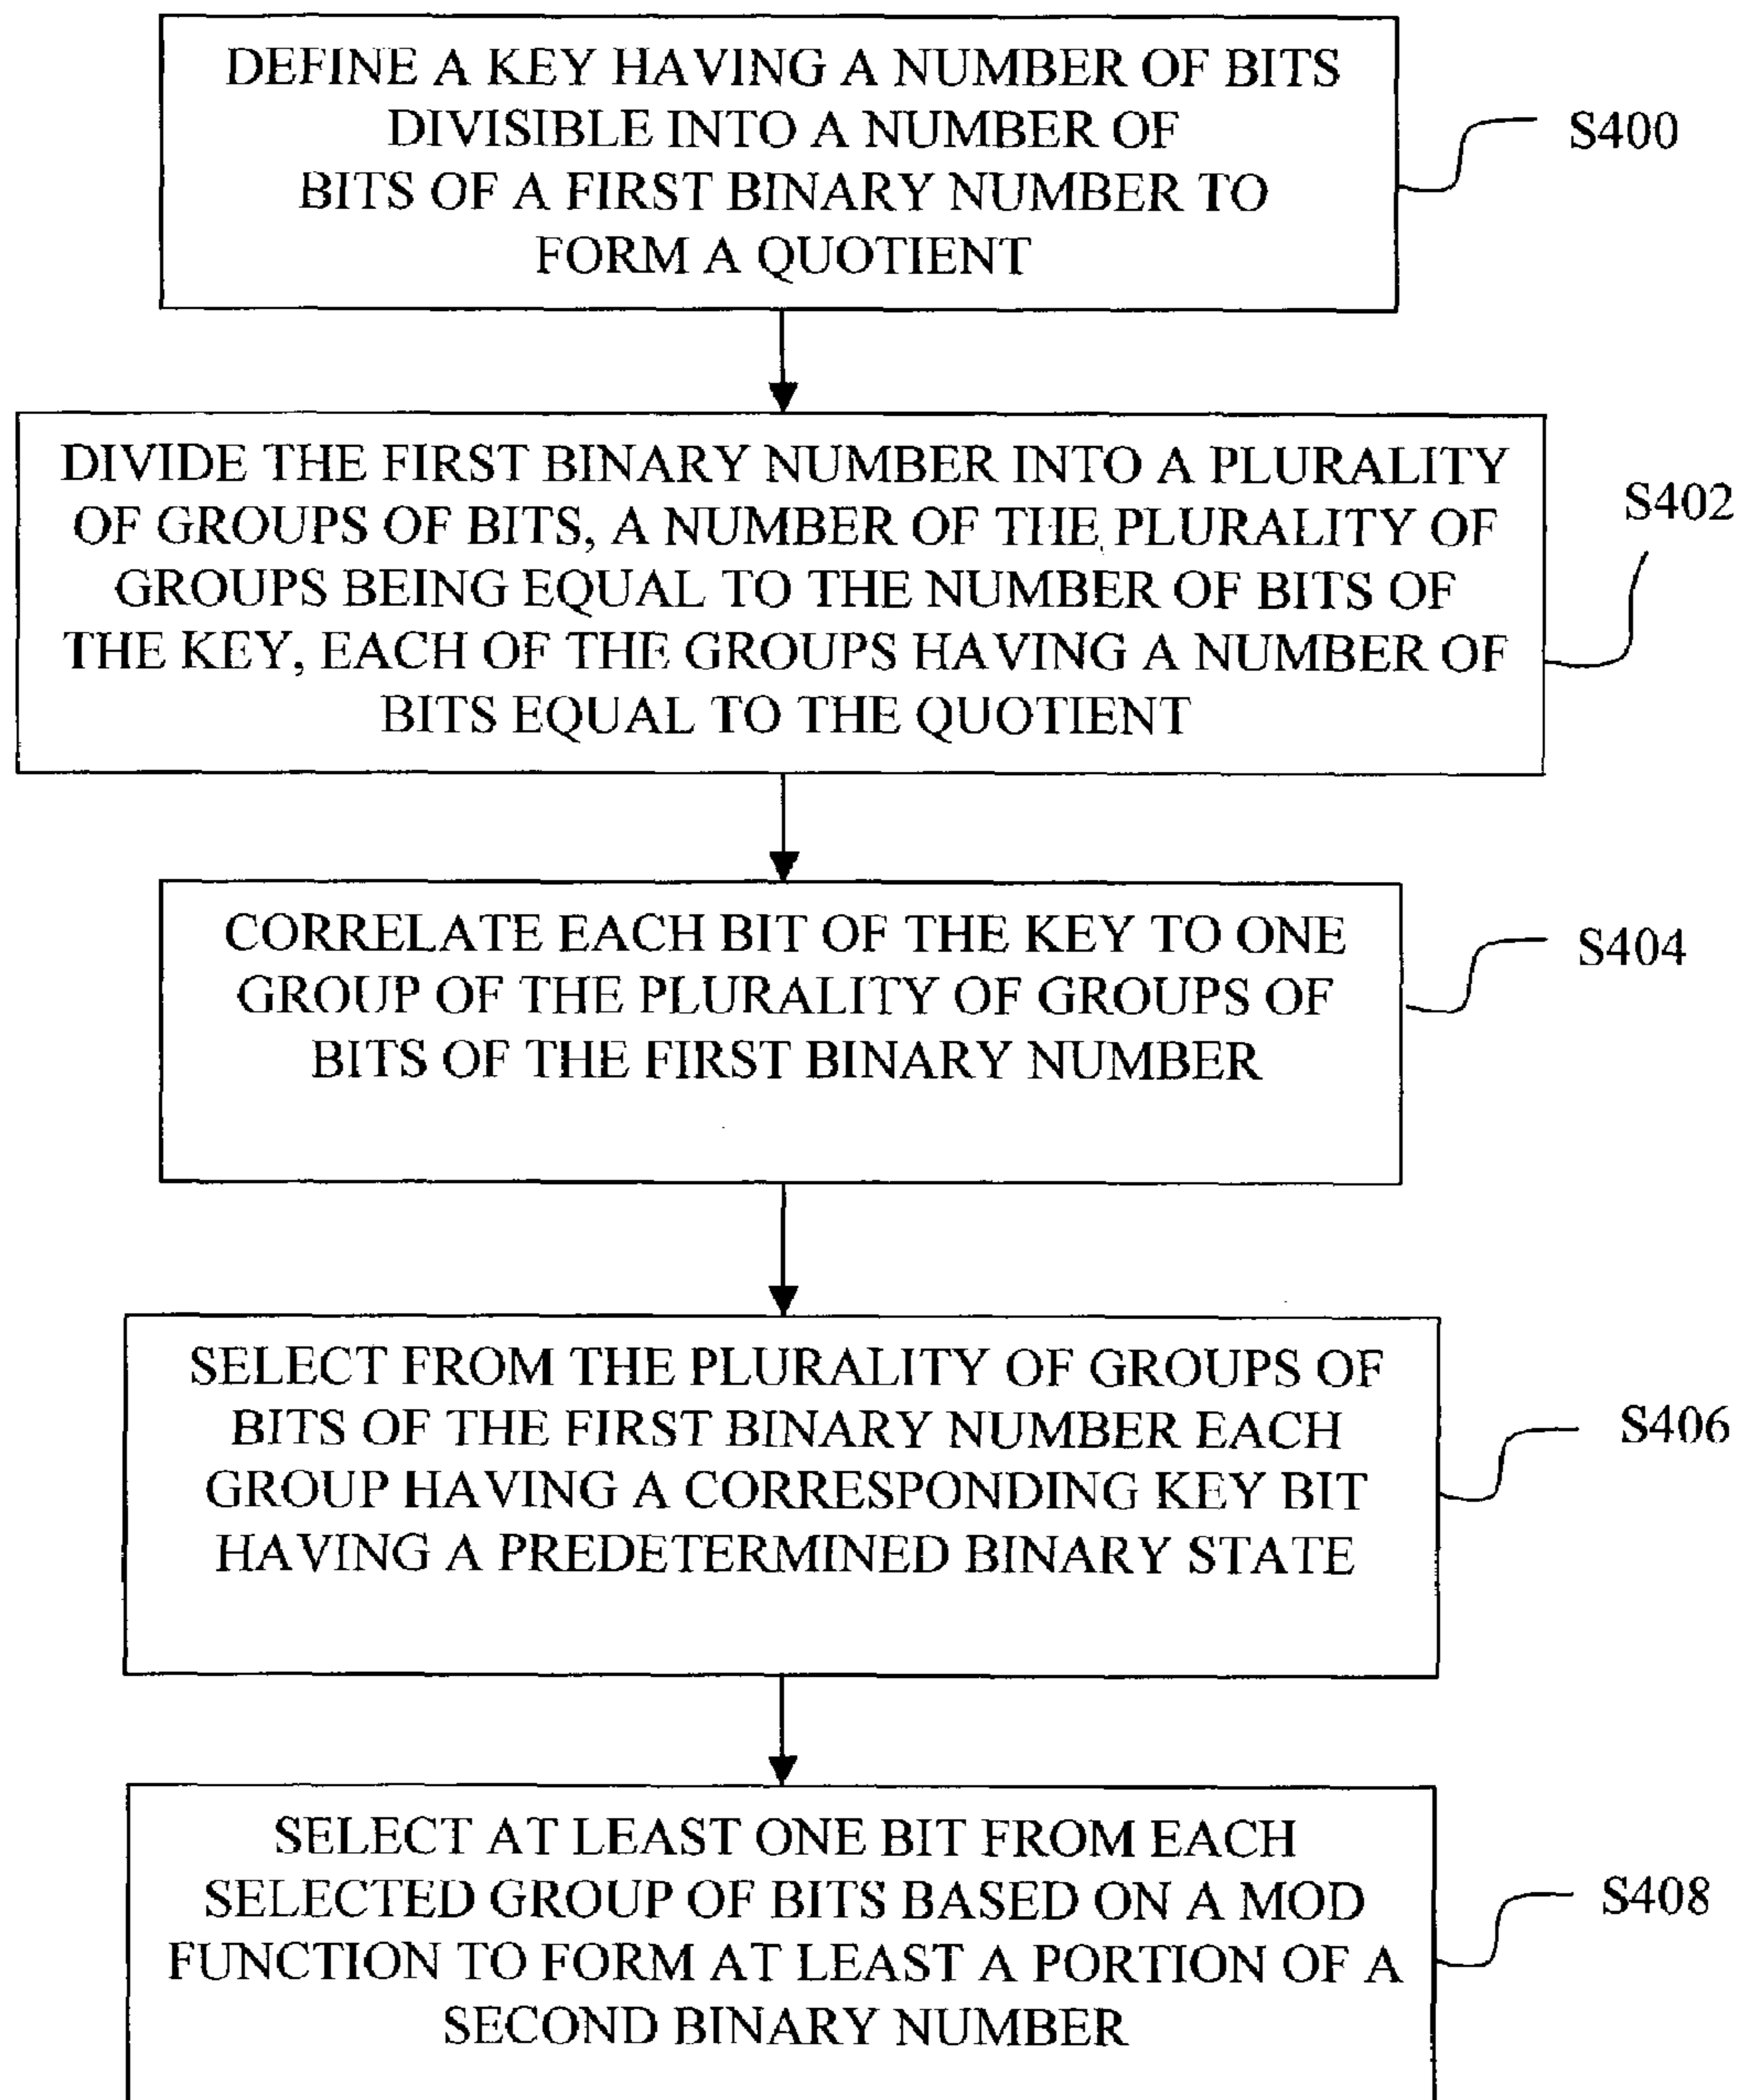 DEFINE A KEY HAVING A NUMBER OF BITS
DIVISIBLE INTO A NUMBER OF
BITS OF A FIRST BINARY NUMBER TO
FORM A QUOTIENT
S400
DIVIDE THE FIRST BINARY NUMBER INTO A PLURALITY
OF GROUPS OF BITS, A NUMBER OF THE PLURALITY OF
GROUPS BEING EQUAL TO THE NUMBER OF BITS OF
THE KEY, EACH OF THE GROUPS HAVING A NUMBER OF
BITS EQUAL TO THE QUOTIENT
S402
CORRELATE EACH BIT OF THE KEY TO ONE
GROUP OF THE PLURALITY OF GROUPS OF
BITS OF THE FIRST BINARY NUMBER
S404
SELECT FROM THE PLURALITY OF GROUPS OF
BITS OF THE FIRST BINARY NUMBER EACH
GROUP HAVING A CORRESPONDING KEY BIT
HAVING A PREDETERMINED BINARY STATE
S406
SELECT AT LEAST ONE BIT FROM EACH
SELECTED GROUP OF BITS BASED ON A MOD
FUNCTION TO FORM AT LEAST A PORTION OF A
SECOND BINARY NUMBER
S408